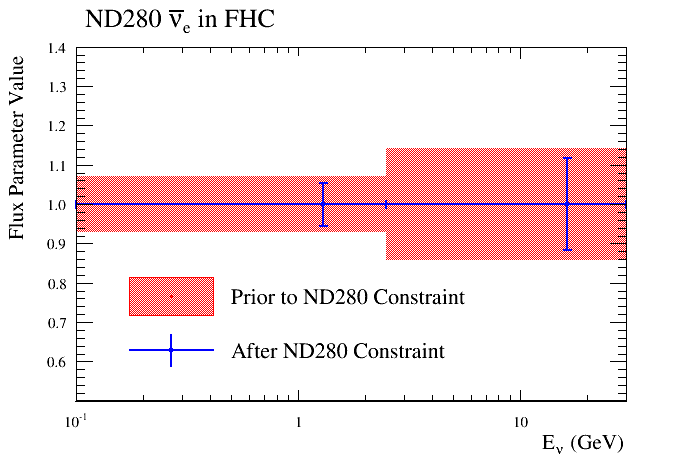 ND280 ν̅ₑ in FHC
Flux Parameter Value
1.4
1.3
1.2
1.1
1.0
0.9
0.8
0.7
0.6
Prior to ND280 Constraint
After ND280 Constraint
10⁻¹ 1 10
Eᵥ (GeV)